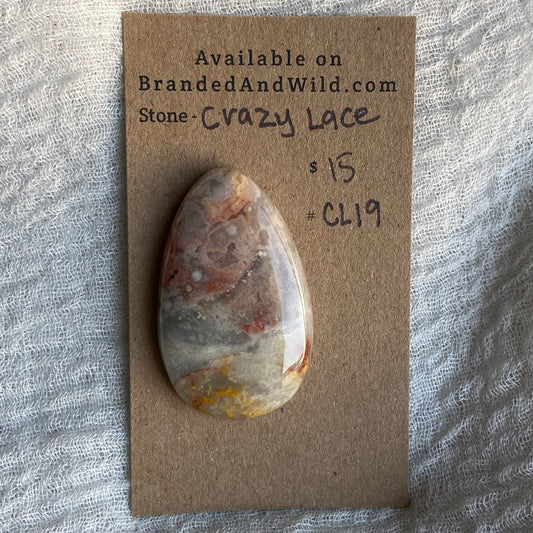 Available on
BrandedAndWild.com
Stone - Crazy Lace
$ 15
# CL19